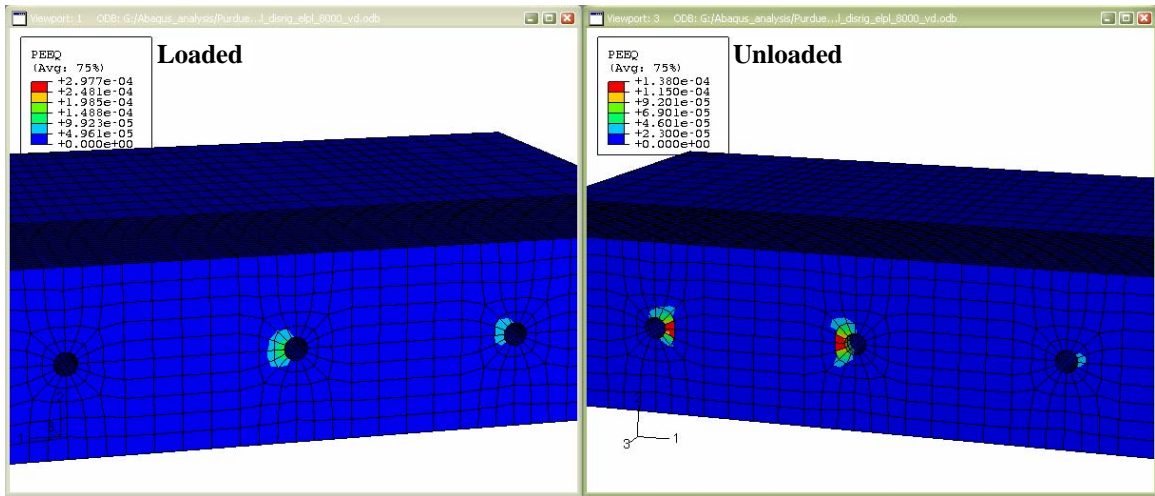 Viewport: 1 ODB: G:/Abaqus_analysis/Purdue...l_disrig_elpl_8000_vd.odb
PEEQ
(Avg: 75%)
+2.977e-04
+2.481e-04
+1.985e-04
+1.488e-04
+9.923e-05
+4.961e-05
+0.000e+00
Loaded
1
Viewport: 3 ODB: G:/Abaqus_analysis/Purdue...l_disrig_elpl_8000_vd.odb
PEEQ
(Avg: 75%)
+1.380e-04
+1.150e-04
+9.201e-05
+6.901e-05
+4.601e-05
+2.300e-05
+0.000e+00
Unloaded
3 1